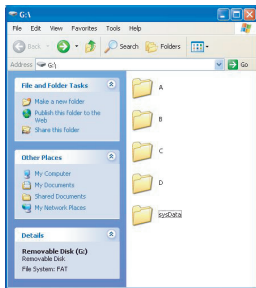 G:\
File Edit View Favorites Tools Help
Back Search Folders
Address G:\ Go
File and Folder Tasks
Make a new folder
Publish this folder to the
Web
Share this folder
Other Places
My Computer
My Documents
Shared Documents
My Network Places
Details
Removable Disk (G:)
Removable Disk
File System: FAT
A
B
C
D
sysData